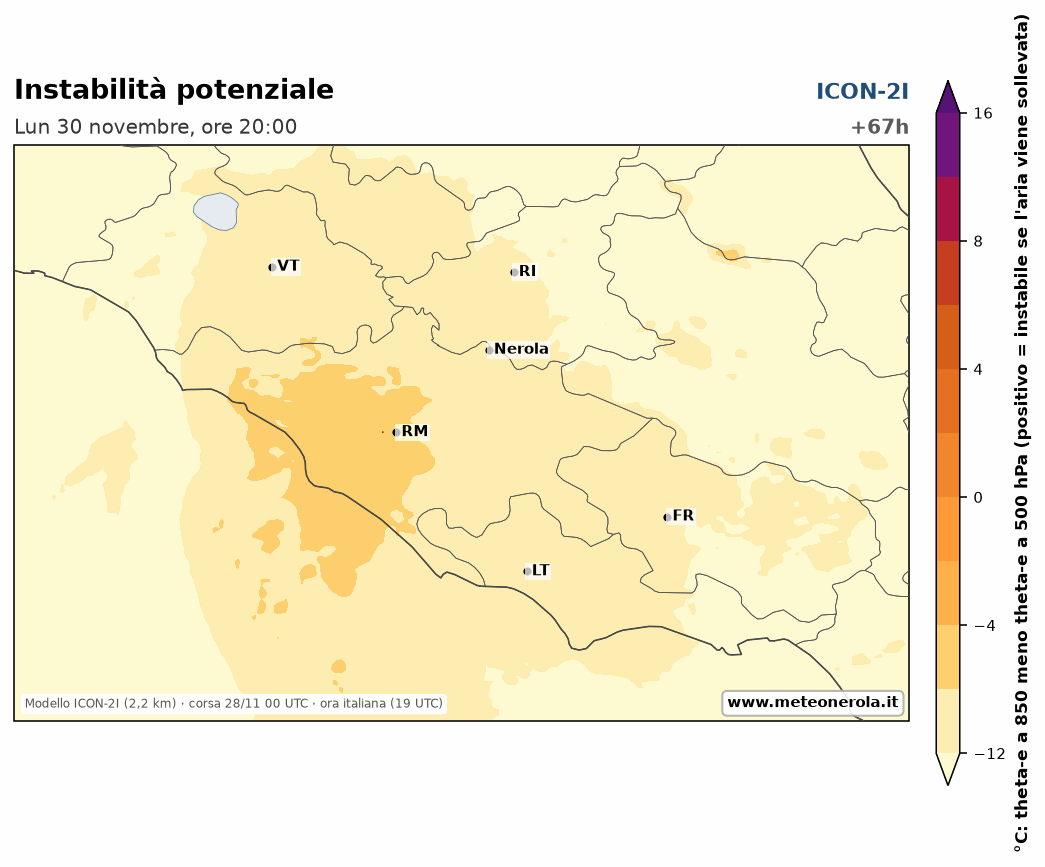 Instabilità potenziale
ICON-2I
Lun 30 novembre, ore 20:00
+67h
VT
RI
Nerola
RM
FR
LT
Modello ICON-2I (2,2 km) · corsa 28/11 00 UTC · ora italiana (19 UTC)
www.meteonerola.it
16
8
4
0
−4
−12
°C: theta-e a 850 meno theta-e a 500 hPa (positivo = instabile se l'aria viene sollevata)